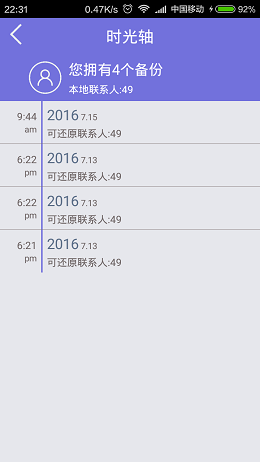 22:31 0.47K/s 中国移动 92%
时光轴
您拥有4个备份
本地联系人:49
9:44 2016 7.15
am 可还原联系人:49
6:22 2016 7.13
pm 可还原联系人:49
6:22 2016 7.13
pm 可还原联系人:49
6:21 2016 7.13
pm 可还原联系人:49